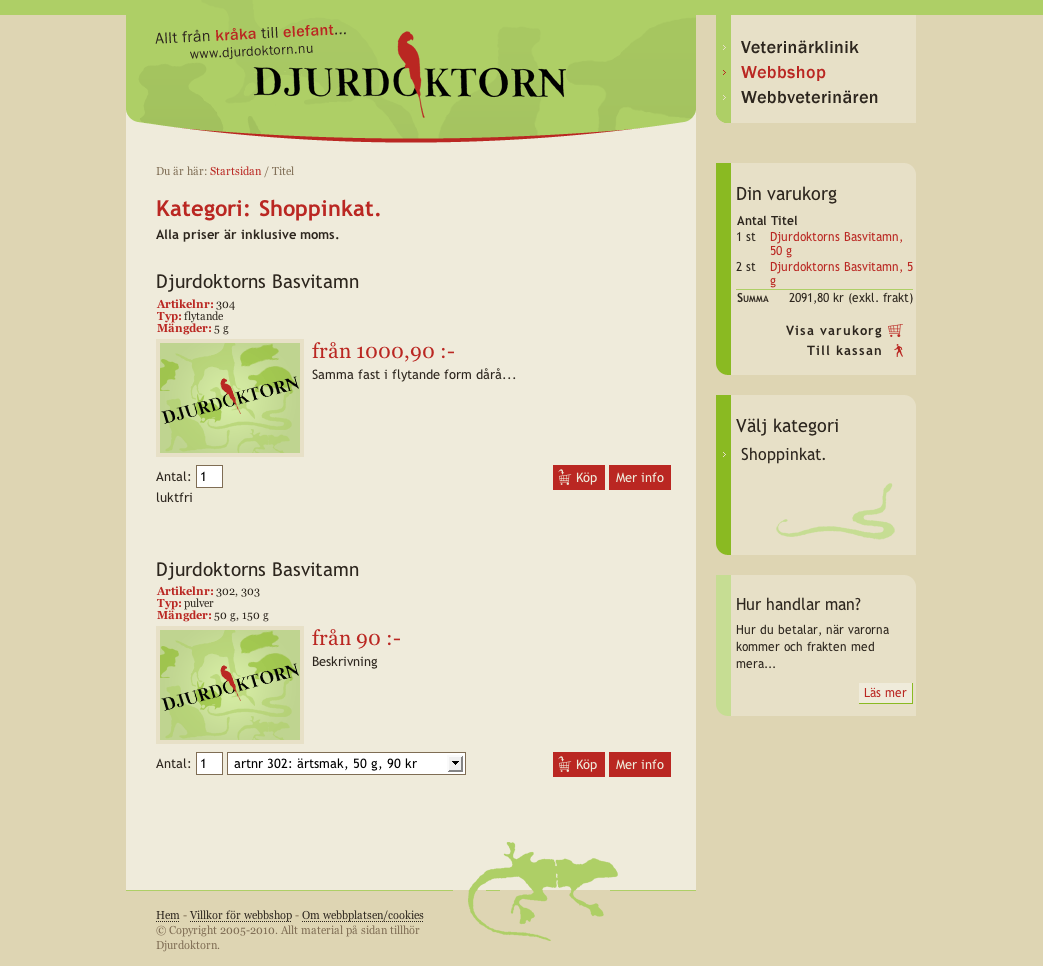 Allt från kråka till elefant...
www.djurdoktorn.nu
DJURDOKTORN
Veterinärklinik
Webbshop
Webbveterinären
Du är här: Startsidan / Titel
Kategori: Shoppinkat.
Alla priser är inklusive moms.
Djurdoktorns Basvitamn
Artikelnr: 304
Typ: flytande
Mängder: 5 g
DJURDOKTORN
från 1000,90 :-
Samma fast i flytande form dårå...
Antal: 1
Köp
Mer info
luktfri
Djurdoktorns Basvitamn
Artikelnr: 302, 303
Typ: pulver
Mängder: 50 g, 150 g
DJURDOKTORN
från 90 :-
Beskrivning
Antal: 1 artnr 302: ärtsmak, 50 g, 90 kr
Köp
Mer info
Din varukorg
Antal Titel
1 st Djurdoktorns Basvitamn,
50 g
2 st Djurdoktorns Basvitamn, 5
g
Summa 2091,80 kr (exkl. frakt)
Visa varukorg
Till kassan
Välj kategori
Shoppinkat.
Hur handlar man?
Hur du betalar, när varorna
kommer och frakten med
mera...
Läs mer
Hem - Villkor för webbshop - Om webbplatsen/cookies
© Copyright 2005-2010. Allt material på sidan tillhör
Djurdoktorn.